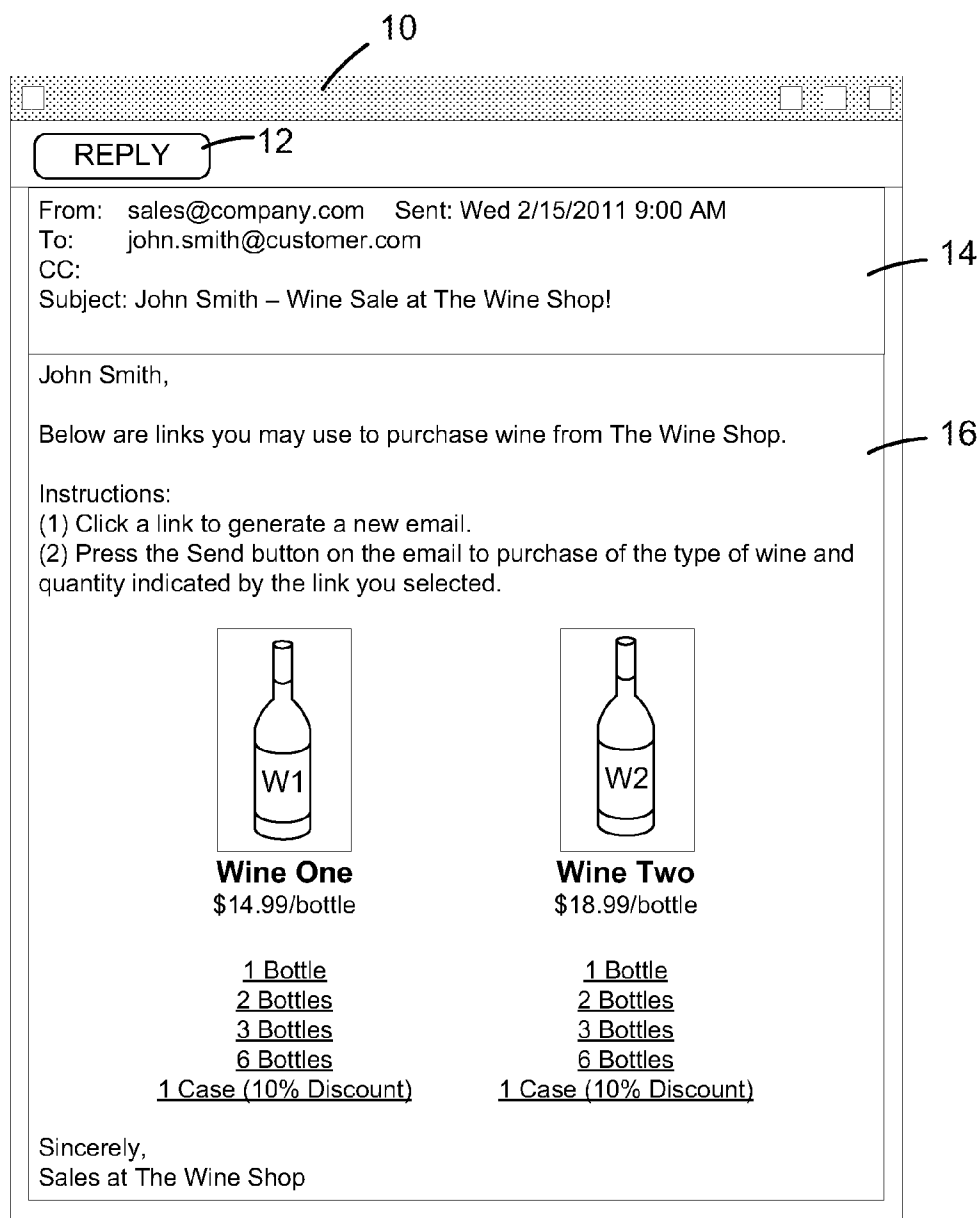 10
REPLY 12
From: sales@company.com Sent: Wed 2/15/2011 9:00 AM
To: john.smith@customer.com
14
CC:
Subject: John Smith – Wine Sale at The Wine Shop!
John Smith,
Below are links you may use to purchase wine from The Wine Shop.
16
Instructions:
(1) Click a link to generate a new email.
(2) Press the Send button on the email to purchase of the type of wine and
quantity indicated by the link you selected.
W1 W2
Wine One Wine Two
$14.99/bottle $18.99/bottle
1 Bottle 1 Bottle
2 Bottles 2 Bottles
3 Bottles 3 Bottles
6 Bottles 6 Bottles
1 Case (10% Discount) 1 Case (10% Discount)
Sincerely,
Sales at The Wine Shop